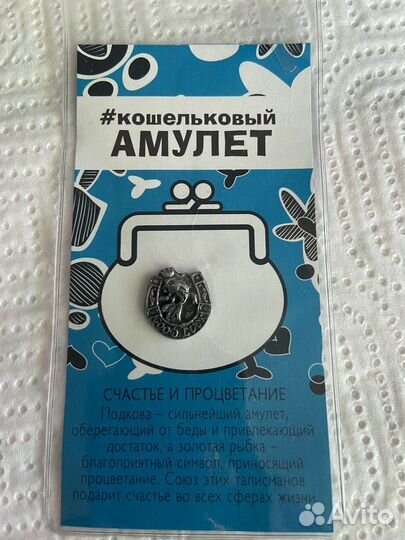 #кошельковый
АМУЛЕТ
СЧАСТЬЕ И ПРОЦВЕТАНИЕ
Подкова – сильнейший амулет,
оберегающий от беды и привлекающий
достаток, а золотая рыбка –
благоприятный символ, приносящий
процветание. Союз этих талисманов
подарит счастье во всех сферах жизни
Avito